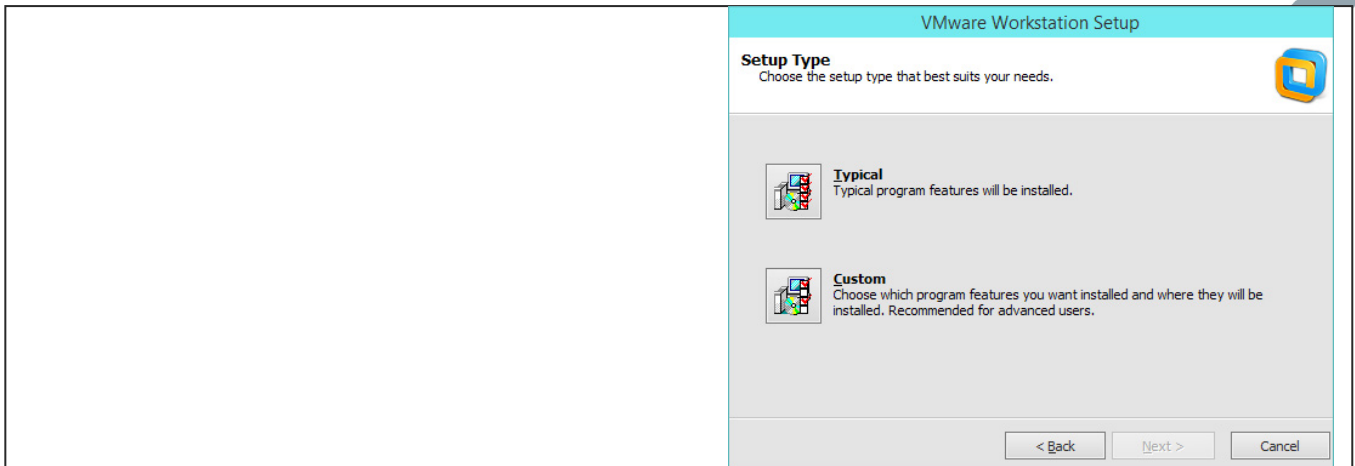 VMware Workstation Setup
Setup Type
Choose the setup type that best suits your needs.
Typical
Typical program features will be installed.
Custom
Choose which program features you want installed and where they will be
installed. Recommended for advanced users.
< Back
Next >
Cancel